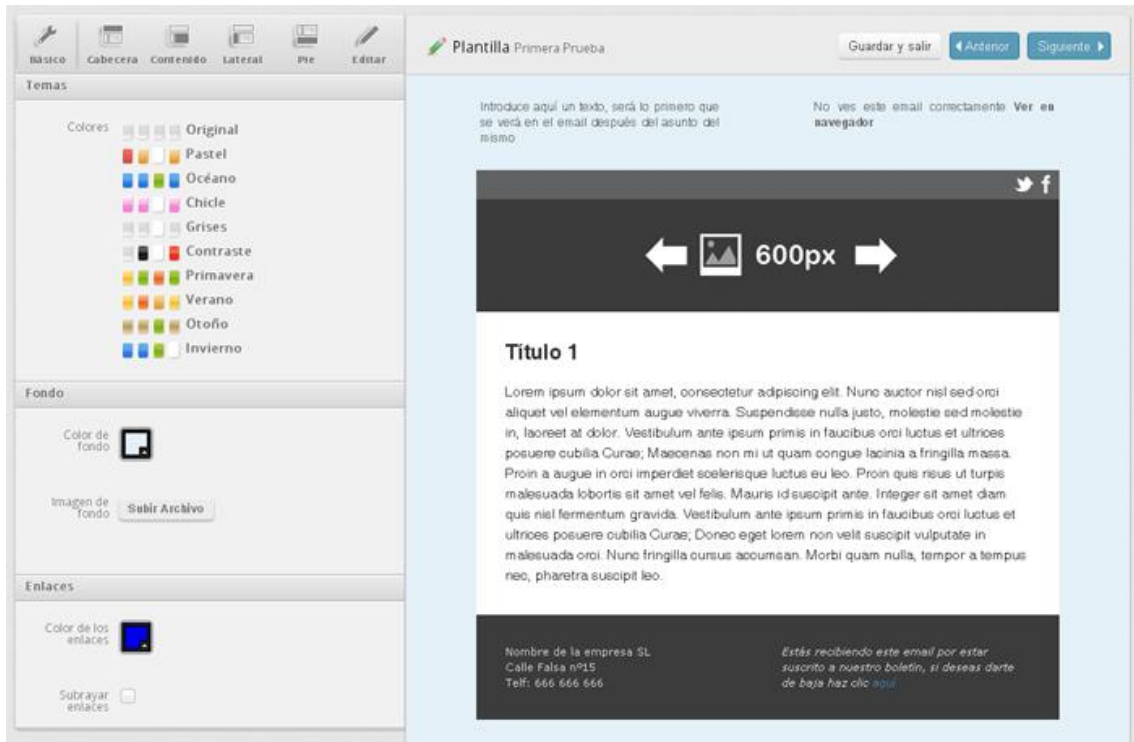 Básico Cabecera Contenido Lateral Pie Editar
Temas
Colores
Original
Pastel
Océano
Chicle
Grises
Contraste
Primavera
Verano
Otoño
Invierno
Fondo
Color de
fondo
Imagen de
fondo
Subir Archivo
Enlaces
Color de los
enlaces
Subrayar
enlaces
Plantilla Primera Prueba
Guardar y salir
Anterior
Siguiente
Introduce aquí un texto, será lo primero que
se verá en el email después del asunto del
mismo
No ves este email correctamente Ver en
navegador
600px
Título 1
Lorem ipsum dolor sit amet, consectetur adipiscing elit. Nunc auctor nisl sed orci
aliquet vel elementum augue viverra. Suspendisse nulla justo, molestie sed molestie
in, laoreet at dolor. Vestibulum ante ipsum primis in faucibus orci luctus et ultrices
posuere cubilia Curae; Maecenas non mi ut quam congue lacinia a fringilla massa.
Proin a augue in orci imperdiet scelerisque luctus eu leo. Proin quis risus ut turpis
malesuada lobortis sit amet vel felis. Mauris id suscipit ante. Integer sit amet diam
quis nisl fermentum gravida. Vestibulum ante ipsum primis in faucibus orci luctus et
ultrices posuere cubilia Curae; Donec eget lorem non velit suscipit vulputate in
malesuada orci. Nunc fringilla cursus accumsan. Morbi quam nulla, tempor a tempus
nec, pharetra suscipit leo.
Nombre de la empresa SL
Calle Falsa nº15
Telf: 666 666 666
Estás recibiendo este email por estar
suscrito a nuestro boletín, si deseas darte
de baja haz clic aquí